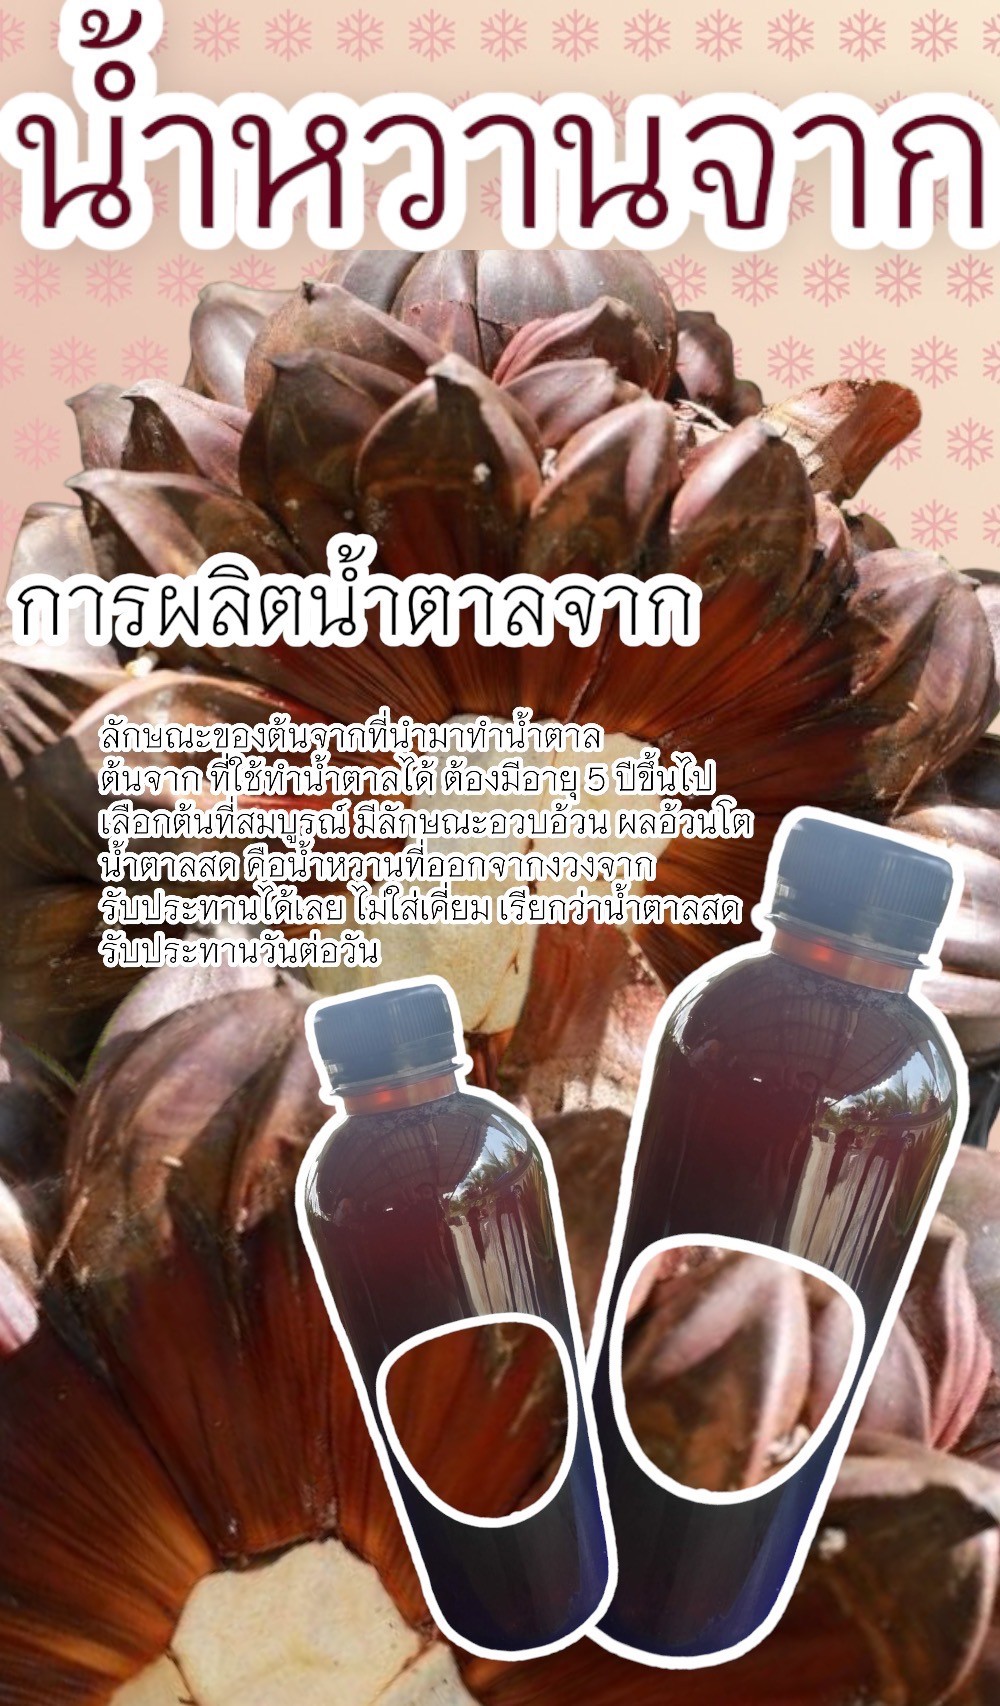 น้ำหวานจาก
การผลิตน้ำตาลจาก
ลักษณะของต้นจากที่นำมาทำน้ำตาล
ต้นจาก ที่ใช้ทำน้ำตาลได้ ต้องมีอายุ 5 ปีขึ้นไป
เลือกต้นที่สมบูรณ์ มีลักษณะอวบอ้วน ผลอ้วนโต
น้ำตาลสด คือน้ำหวานที่ออกจากงวงจาก
รับประทานได้เลย ไม่ใส่เคี่ยม เรียกว่าน้ำตาลสด
รับประทานวันต่อวัน